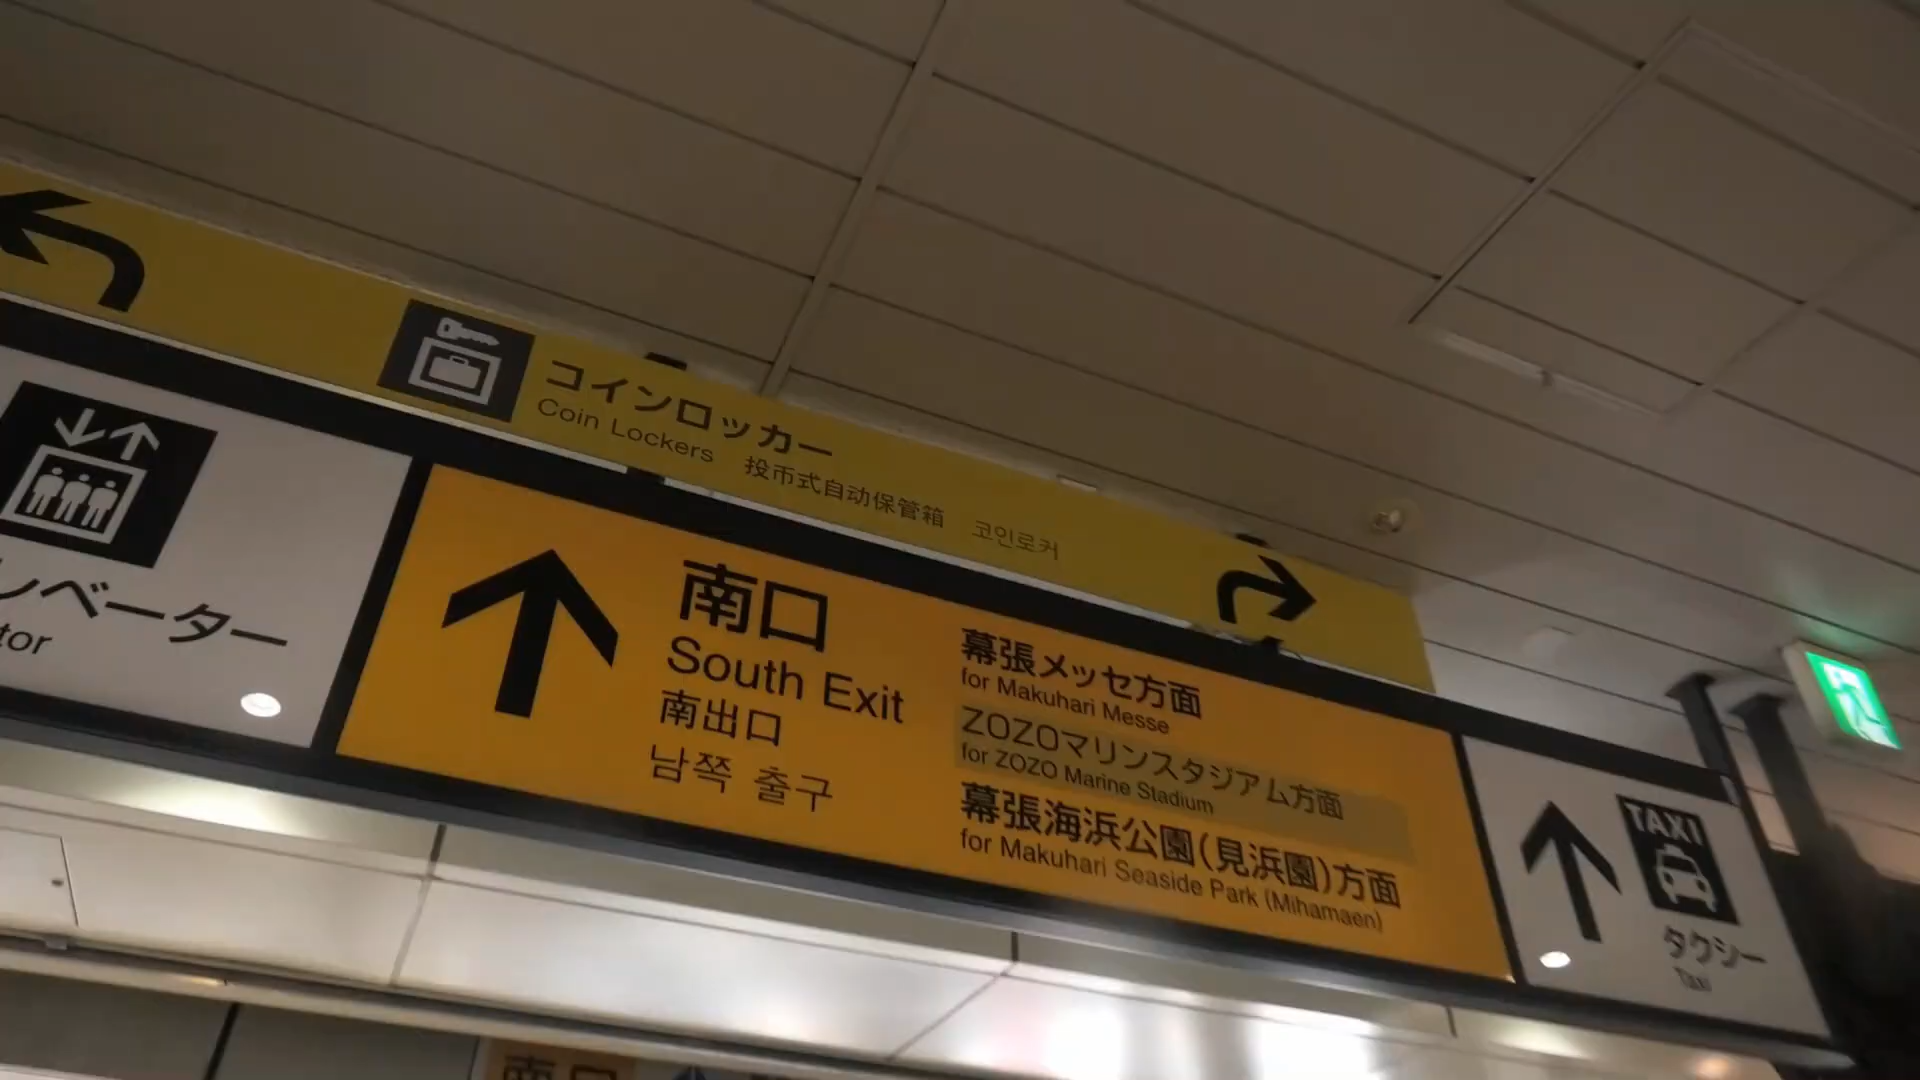 コインロッカー
Coin Lockers 投币式自动保管箱 코인로커
レベーター
tor
南口
South Exit
南出口
남쪽 출구
幕張メッセ方面
for Makuhari Messe
ZOZOマリンスタジアム方面
for ZOZO Marine Stadium
幕張海浜公園(見浜園)方面
for Makuhari Seaside Park (Mihamaen)
TAXI
タクシー
Taxi
南口